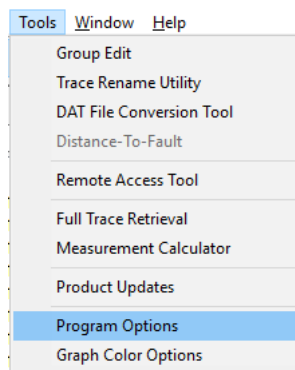 Tools Window Help
Group Edit
Trace Rename Utility
DAT File Conversion Tool
Distance-To-Fault
Remote Access Tool
Full Trace Retrieval
Measurement Calculator
Product Updates
Program Options
Graph Color Options